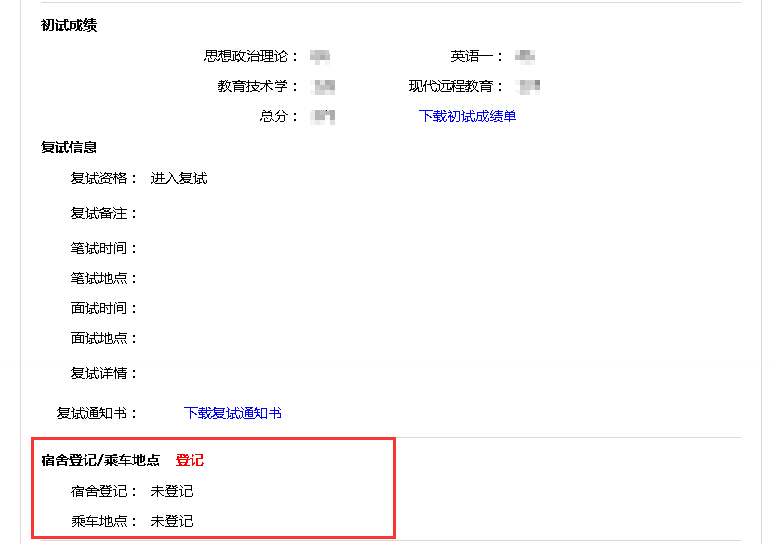 初试成绩
思想政治理论： 英语一：
教育技术学： 现代远程教育：
总分： 下载初试成绩单
复试信息
复试资格： 进入复试
复试备注：
笔试时间：
笔试地点：
面试时间：
面试地点：
复试详情：
复试通知书： 下载复试通知书
宿舍登记/乘车地点 登记
宿舍登记： 未登记
乘车地点： 未登记